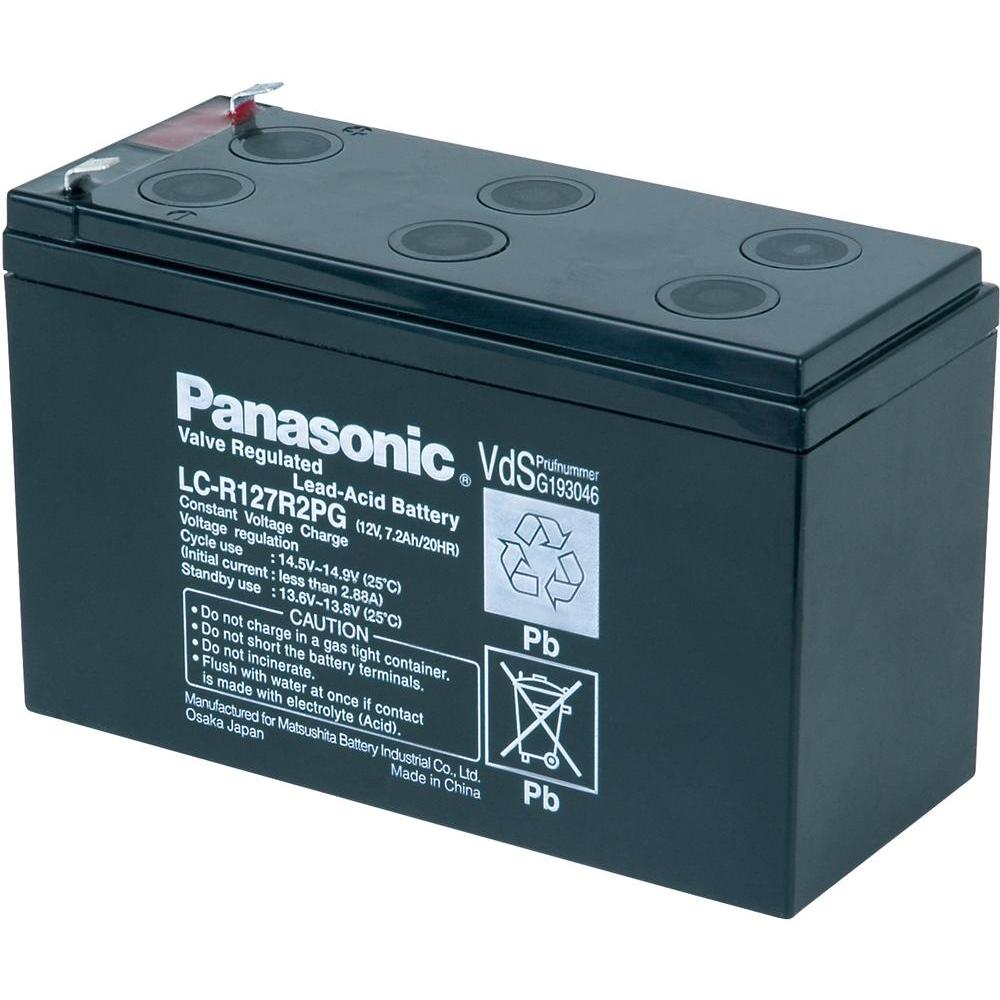 Panasonic®
Valve Regulated
Lead-Acid Battery
LC-R127R2PG (12V, 7.2Ah/20HR)
Constant Voltage Charge
Voltage regulation
Cycle use : 14.5V~14.9V (25°C)
(Initial current : less than 2.88A)
Standby use : 13.6V~13.8V (25°C)
CAUTION
• Do not charge in a gas tight container.
• Do not short the battery terminals.
• Do not incinerate.
• Flush with water at once if contact
is made with electrolyte (Acid).
Manufactured for Matsushita Battery Industrial Co., Ltd.
Osaka Japan
Made in China
VdS Prüfnummer
G193046
Pb
Pb